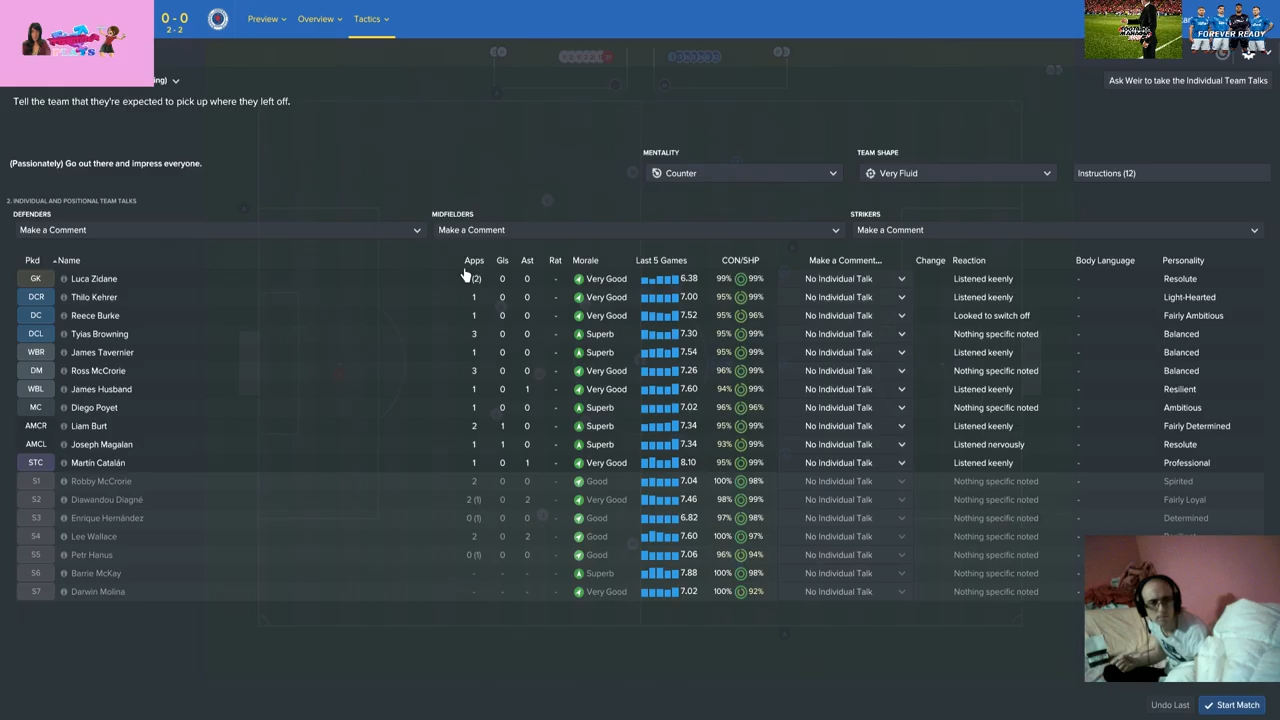 0 - 0
2 - 2
Preview
Overview
Tactics
FOREVER READY
ng)
Ask Weir to take the Individual Team Talks
Tell the team that they're expected to pick up where they left off.
MENTALITY
TEAM SHAPE
(Passionately) Go out there and impress everyone.
Counter
Very Fluid
Instructions (12)
2. INDIVIDUAL AND POSITIONAL TEAM TALKS
DEFENDERS
MIDFIELDERS
STRIKERS
Make a Comment
Make a Comment
Make a Comment
Pkd Name Apps Gls Ast Rat Morale Last 5 Games CON/SHP Make a Comment... Change Reaction Body Language Personality
GK Luca Zidane (2) 0 0 - Very Good 6.38 99% 99% No Individual Talk Listened keenly - Resolute
DCR Thilo Kehrer 1 0 0 - Very Good 7.00 95% 99% No Individual Talk Listened keenly - Light-Hearted
DC Reece Burke 1 0 0 - Very Good 7.52 95% 96% No Individual Talk Looked to switch off - Fairly Ambitious
DCL Tyias Browning 3 0 0 - Superb 7.30 95% 99% No Individual Talk Nothing specific noted - Balanced
WBR James Tavernier 1 0 0 - Superb 7.54 95% 99% No Individual Talk Listened keenly - Balanced
DM Ross McCrorie 3 0 0 - Very Good 7.26 96% 99% No Individual Talk Nothing specific noted - Balanced
WBL James Husband 1 0 1 - Very Good 7.60 94% 99% No Individual Talk Listened keenly - Resilient
MC Diego Poyet 1 0 0 - Superb 7.02 96% 96% No Individual Talk Nothing specific noted - Ambitious
AMCR Liam Burt 2 1 0 - Superb 7.34 95% 99% No Individual Talk Listened keenly - Fairly Determined
AMCL Joseph Magalan 1 1 0 - Superb 7.34 93% 99% No Individual Talk Listened nervously - Resolute
STC Martín Catalán 1 0 1 - Very Good 8.10 95% 99% No Individual Talk Listened keenly - Professional
S1 Robby McCrorie 2 0 0 - Good 7.04 100% 98% No Individual Talk Nothing specific noted - Spirited
S2 Diawandou Diagné 2 (1) 0 2 - Very Good 7.46 98% 99% No Individual Talk Nothing specific noted - Fairly Loyal
S3 Enrique Hernández 0 (1) 0 0 - Good 6.82 97% 98% No Individual Talk Nothing specific noted - Determined
S4 Lee Wallace 2 0 2 - Good 7.60 100% 97% No Individual Talk Nothing specific noted -
S5 Petr Hanus 0 (1) 0 0 - Good 7.06 96% 94% No Individual Talk Nothing specific noted -
S6 Barrie McKay - - - - Superb 7.88 100% 98% No Individual Talk Nothing specific noted -
S7 Darwin Molina - - - - Very Good 7.02 100% 92% No Individual Talk Nothing specific noted -
Undo Last
Start Match